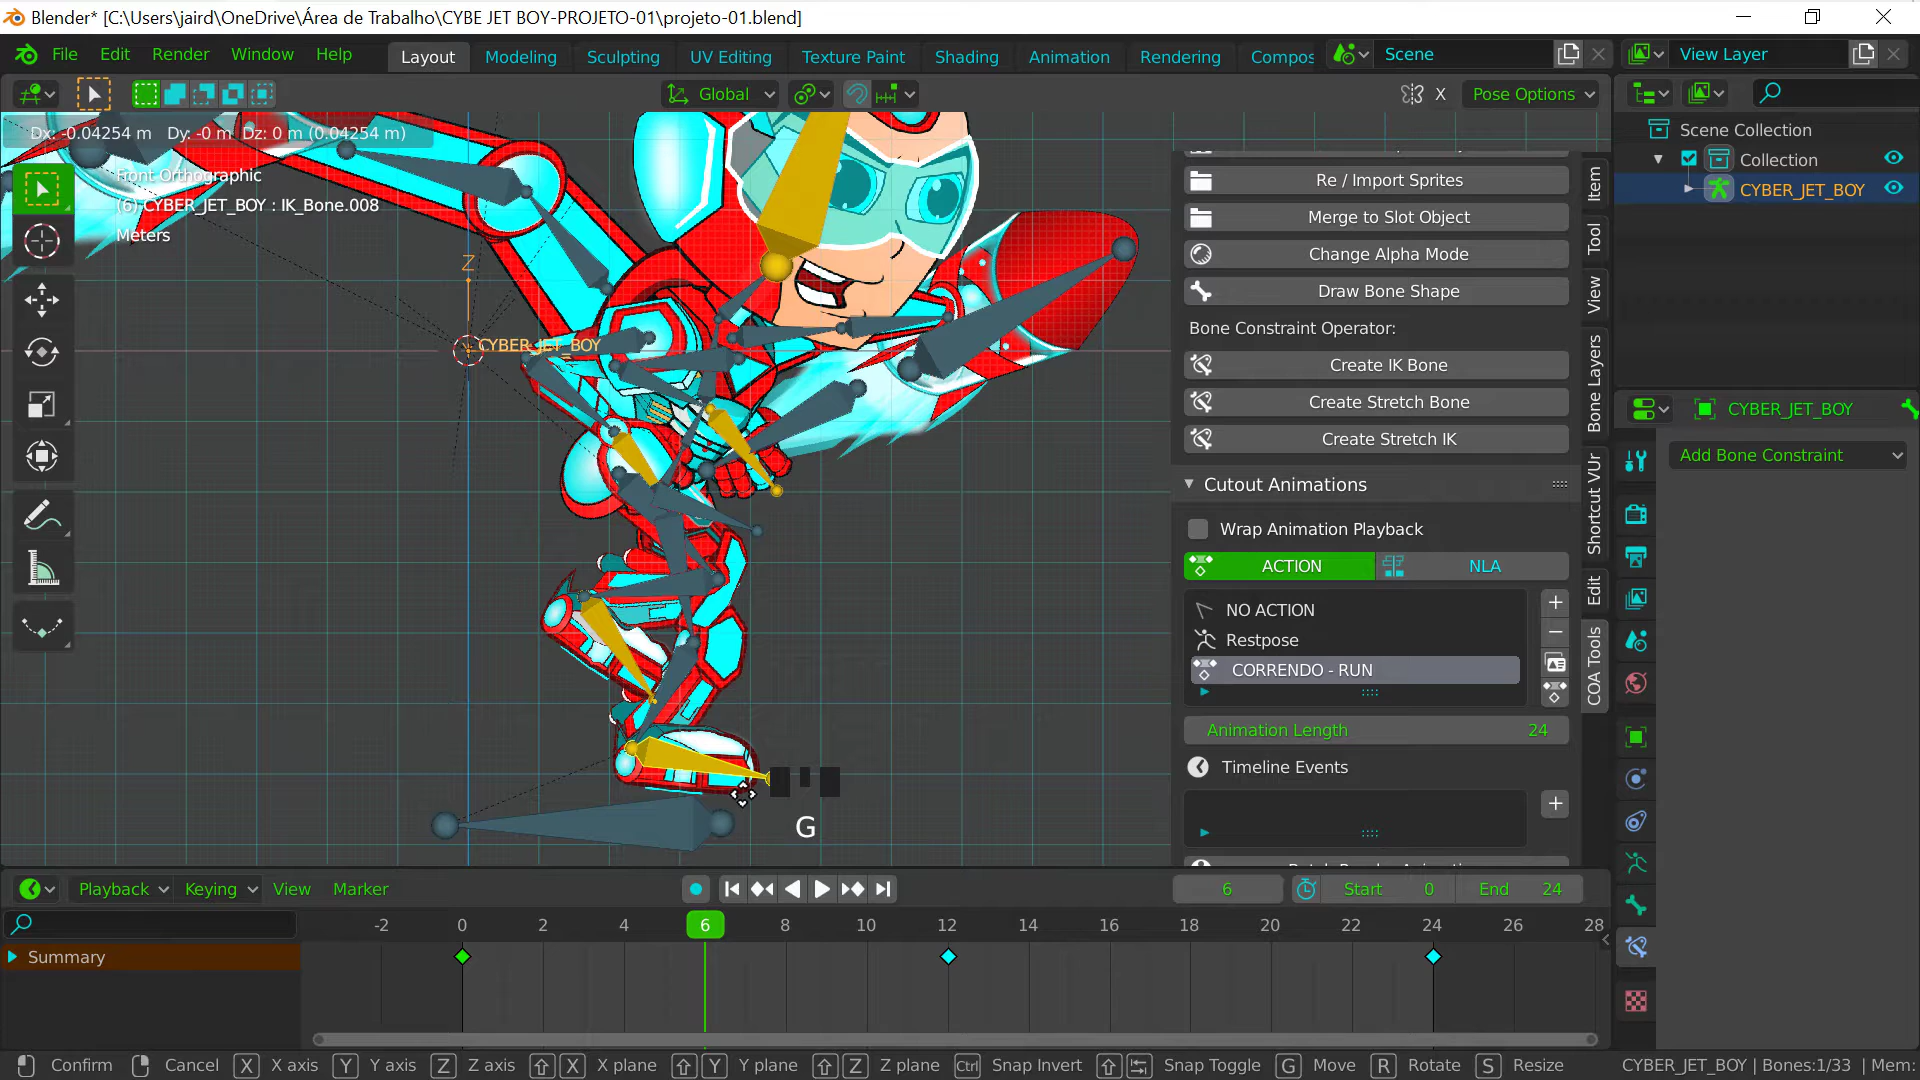 Blender* [C:\Users\jaird\OneDrive\Área de Trabalho\CYBE JET BOY-PROJETO-01\projeto-01.blend]
File Edit Render Window Help Layout Modeling Sculpting UV Editing Texture Paint Shading Animation Rendering Compos Scene View Layer
Global X Pose Options
Dx: -0.04254 m Dy: -0 m Dz: 0 m (0.04254 m)
Front Orthographic
(6) CYBER_JET_BOY : IK_Bone.008
Meters
Z
CYBER_JET_BOY
G
Re / Import Sprites
Merge to Slot Object
Change Alpha Mode
Draw Bone Shape
Bone Constraint Operator:
Create IK Bone
Create Stretch Bone
Create Stretch IK
Cutout Animations
Wrap Animation Playback
ACTION NLA
NO ACTION
Restpose
CORRENDO - RUN
Animation Length 24
Timeline Events
Item
Tool
View
Bone Layers
Shortcut VUr
Edit
COA Tools
Scene Collection
Collection
CYBER_JET_BOY
CYBER_JET_BOY
Add Bone Constraint
Playback Keying View Marker 6 Start 0 End 24
-2 0 2 4 6 8 10 12 14 16 18 20 22 24 26 28
Summary
Confirm Cancel X X axis Y Y axis Z Z axis X X plane Y Y plane Z Z plane Ctrl Snap Invert Snap Toggle G Move R Rotate S Resize CYBER_JET_BOY | Bones:1/33 | Mem: